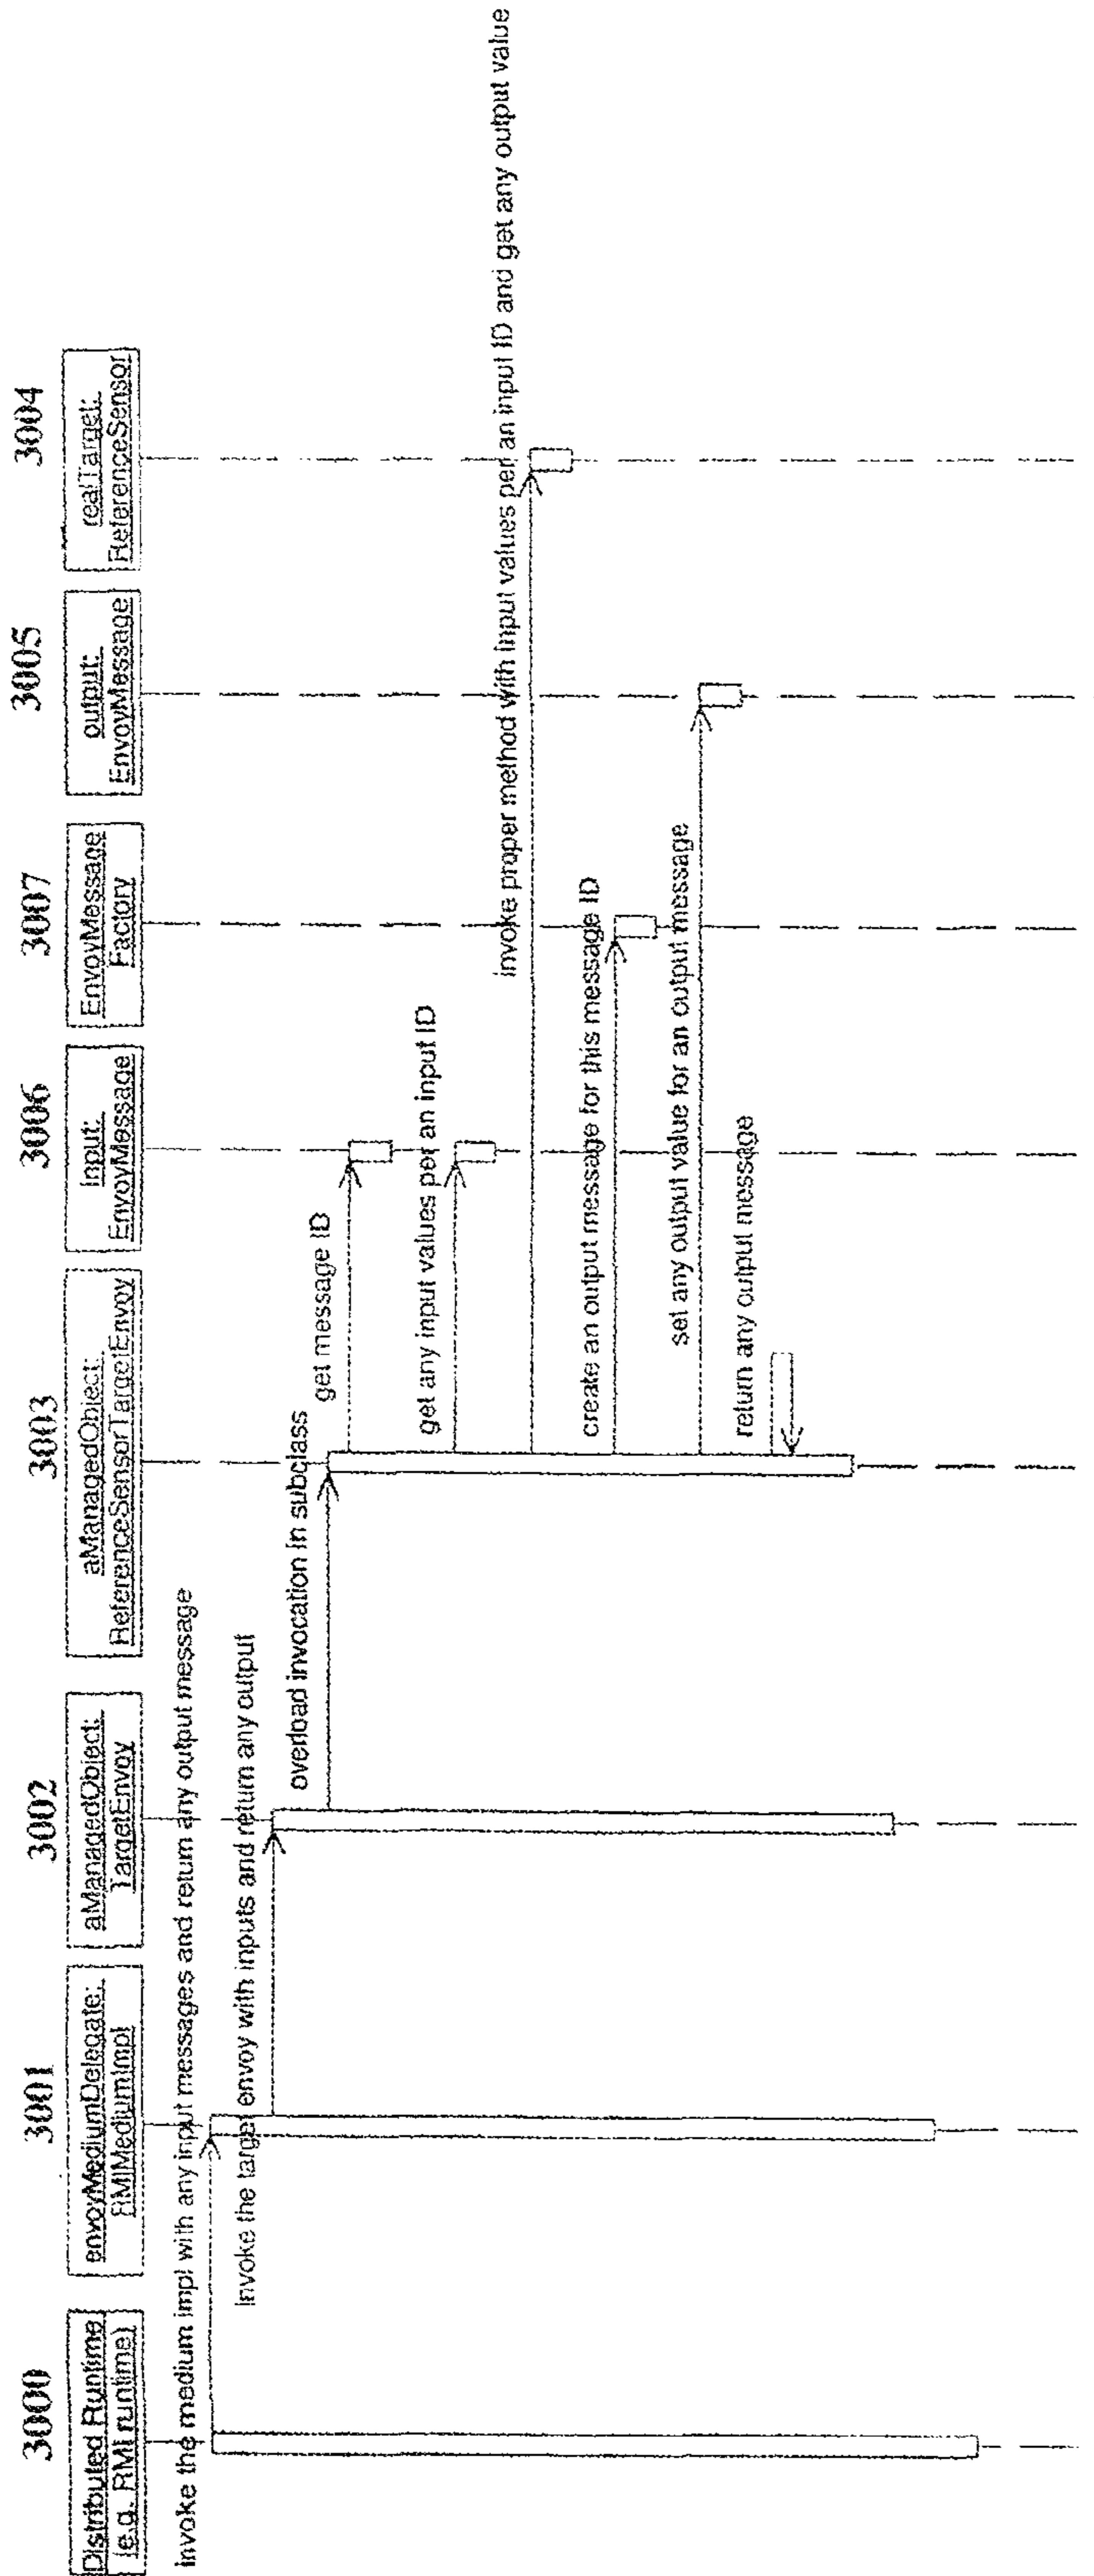 3000
3001
3002
3003
3006
3007
3005
3004
Distributed Runtime
(e.g. RMI runtime)
envoyMediumDelegate:
RMIMediumImpl
aManagedObject:
TargetEnvoy
aManagedObject:
ReferenceSensorTargetEnvoy
Input:
EnvoyMessage
EnvoyMessage
Factory
output:
EnvoyMessage
realTarget:
ReferenceSensor
invoke the medium impl with any input messages and return any output message
Invoke the target envoy with inputs and return any output
overload invocation in subclass
get message ID
get any input values per an input ID
invoke proper method with input values per an input ID and get any output value
create an output message for this message ID
set any output value for an output message
return any output message